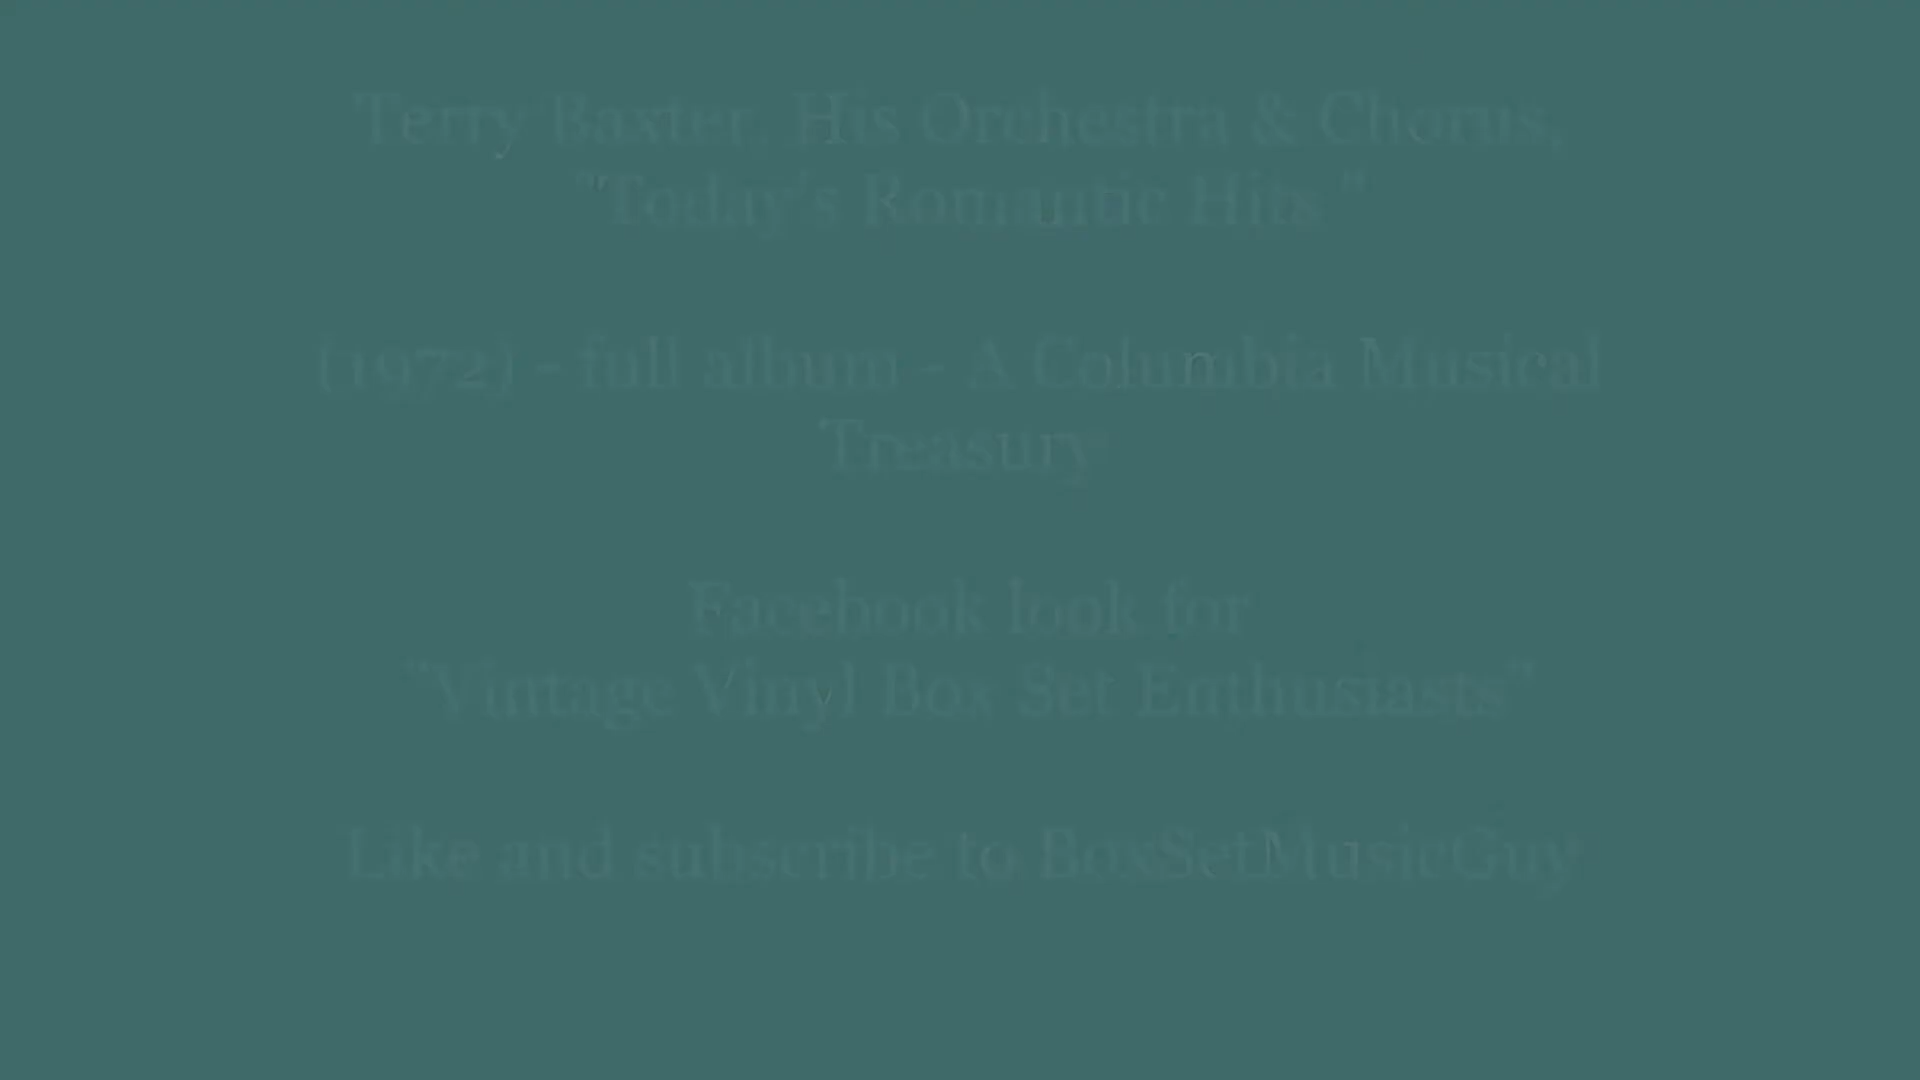 Terry Baxter, His Orchestra & Chorus,
"Today's Romantic Hits"
(1972) - full album - A Columbia Musical
Treasury
Facebook look for
"Vintage Vinyl Box Set Enthusiasts"
Like and subscribe to BoxSetMusicGuy